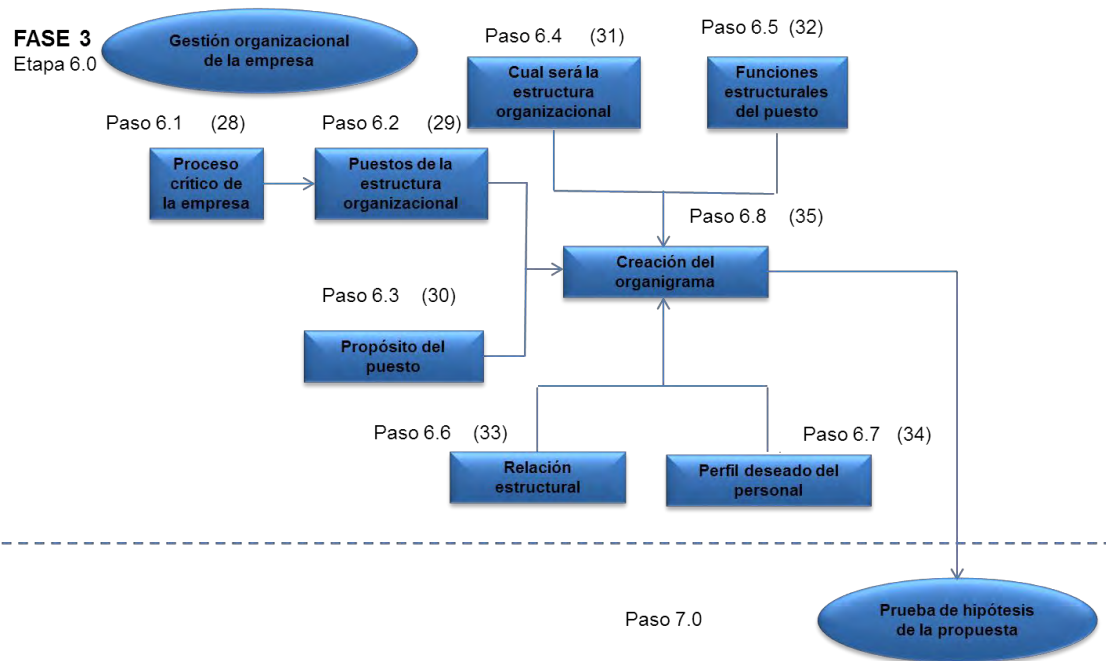 FASE 3
Etapa 6.0
Gestión organizacional
de la empresa
Paso 6.4 (31)
Cual será la
estructura
organizacional
Paso 6.5 (32)
Funciones
estructurales
del puesto
Paso 6.1 (28)
Proceso
crítico de
la empresa
Paso 6.2 (29)
Puestos de la
estructura
organizacional
Paso 6.8 (35)
Creación del
organigrama
Paso 6.3 (30)
Propósito del
puesto
Paso 6.6 (33)
Relación
estructural
Paso 6.7 (34)
Perfil deseado del
personal
Paso 7.0
Prueba de hipótesis
de la propuesta